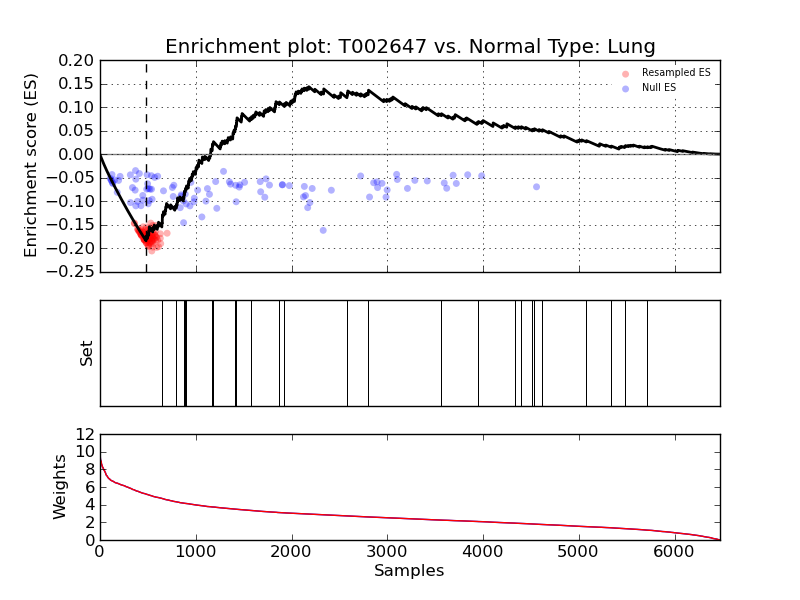 Enrichment plot: T002647 vs. Normal Type: Lung
Enrichment score (ES)
0.20
0.15
0.10
0.05
0.00
−0.05
−0.10
−0.15
−0.20
−0.25
Resampled ES
Null ES
Set
Weights
12
10
8
6
4
2
0
0 1000 2000 3000 4000 5000 6000
Samples